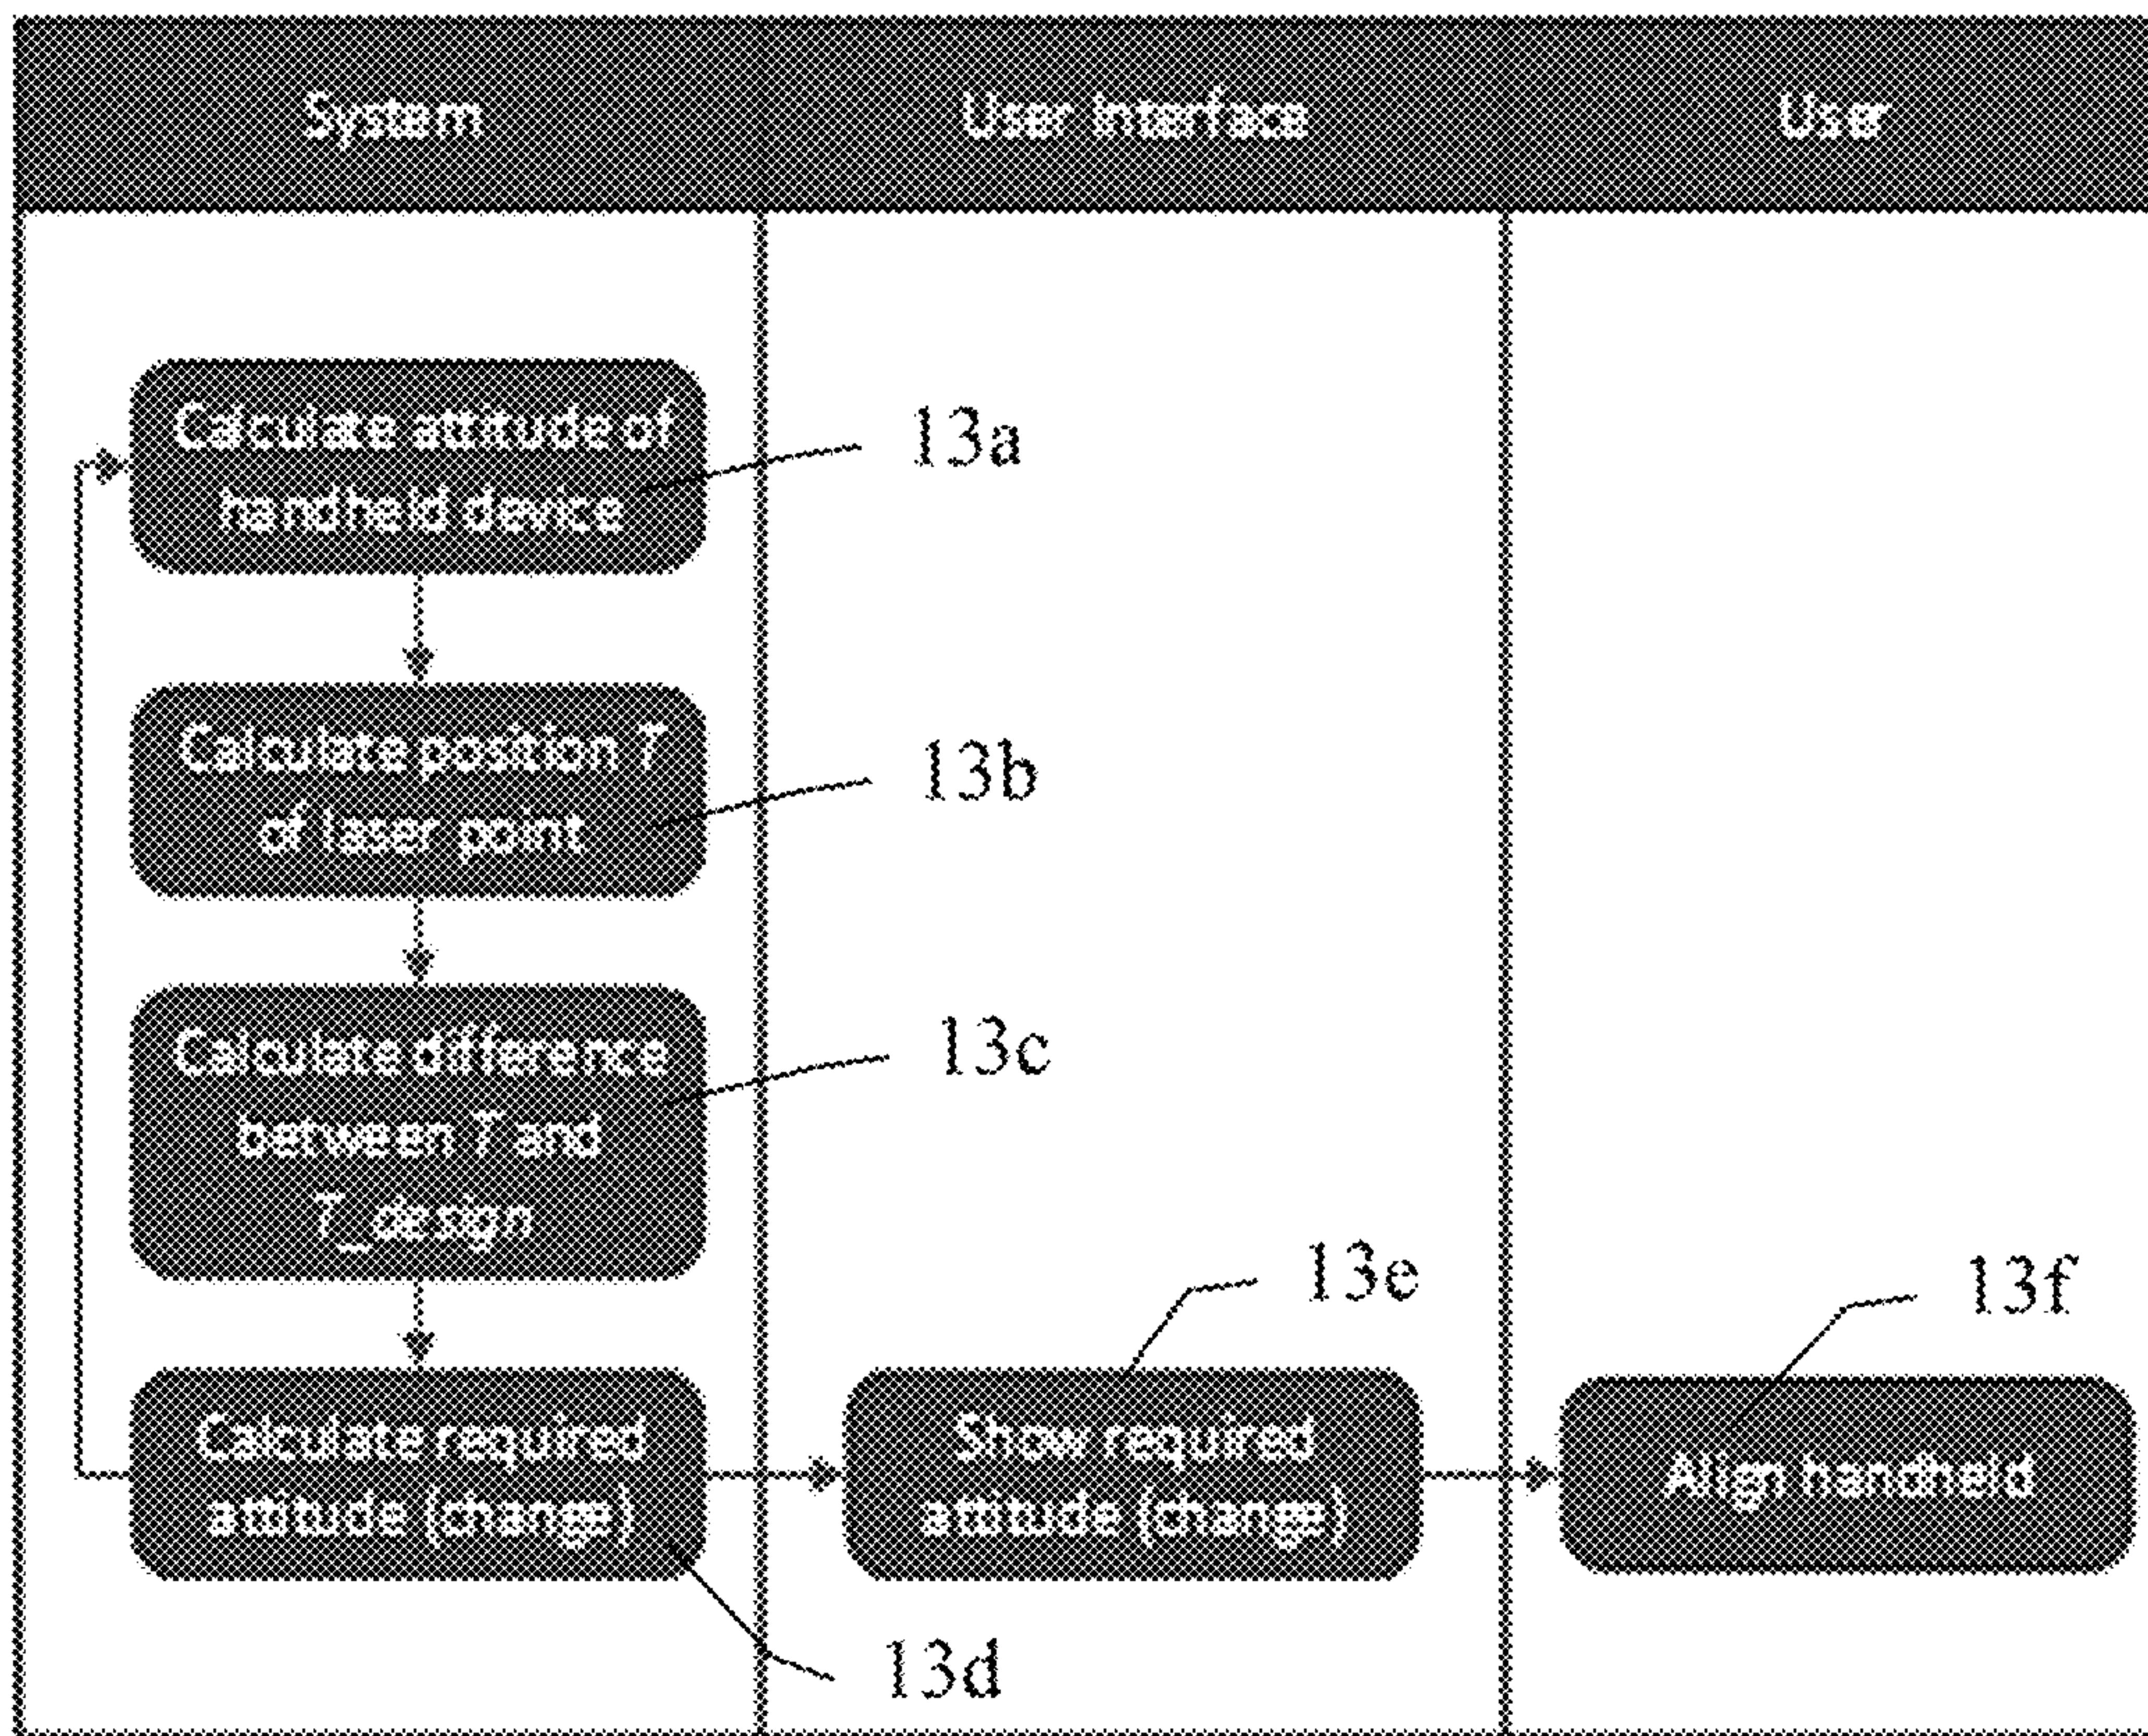 System
User Interface
User
Calculate attitude of
handheld device
13a
Calculate position T
of laser point
13b
Calculate difference
between T and
T_design
13c
Calculate required
attitude (change)
13d
Show required
attitude (change)
13e
Align handheld
13f